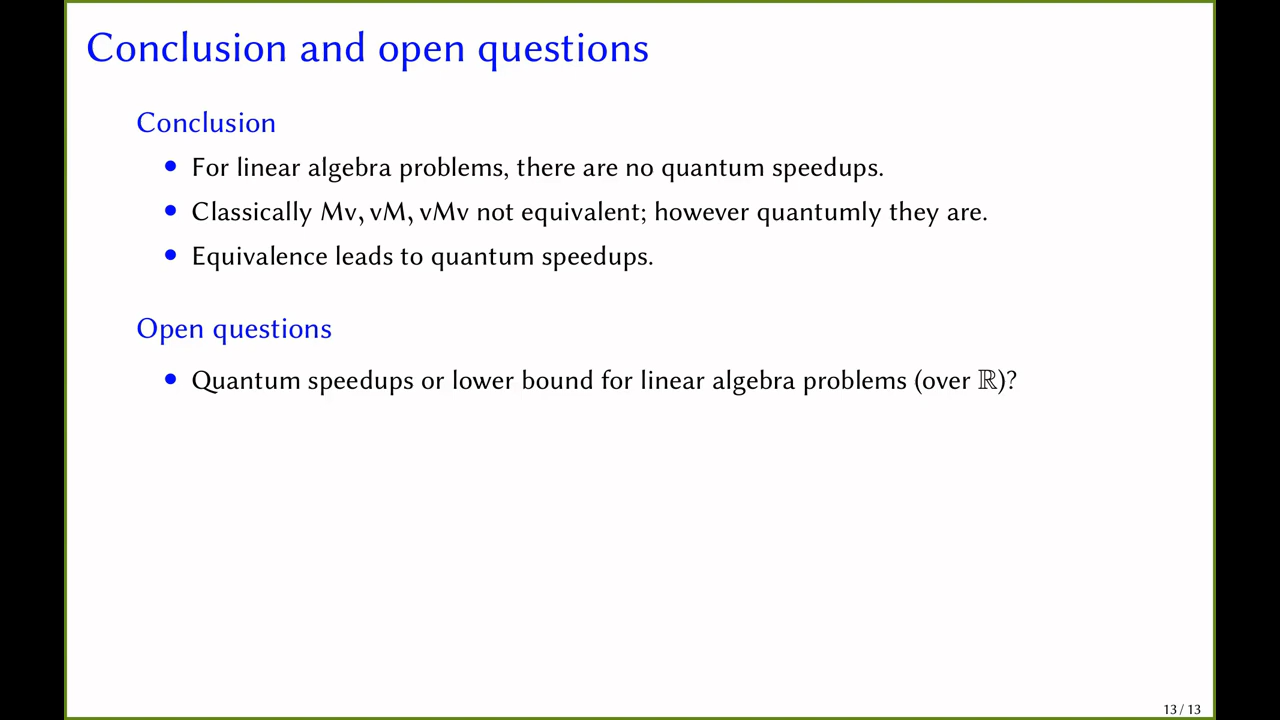 Conclusion and open questions
Conclusion
• For linear algebra problems, there are no quantum speedups.
• Classically Mv, vM, vMv not equivalent; however quantumly they are.
• Equivalence leads to quantum speedups.
Open questions
• Quantum speedups or lower bound for linear algebra problems (over ℝ)?
13 / 13